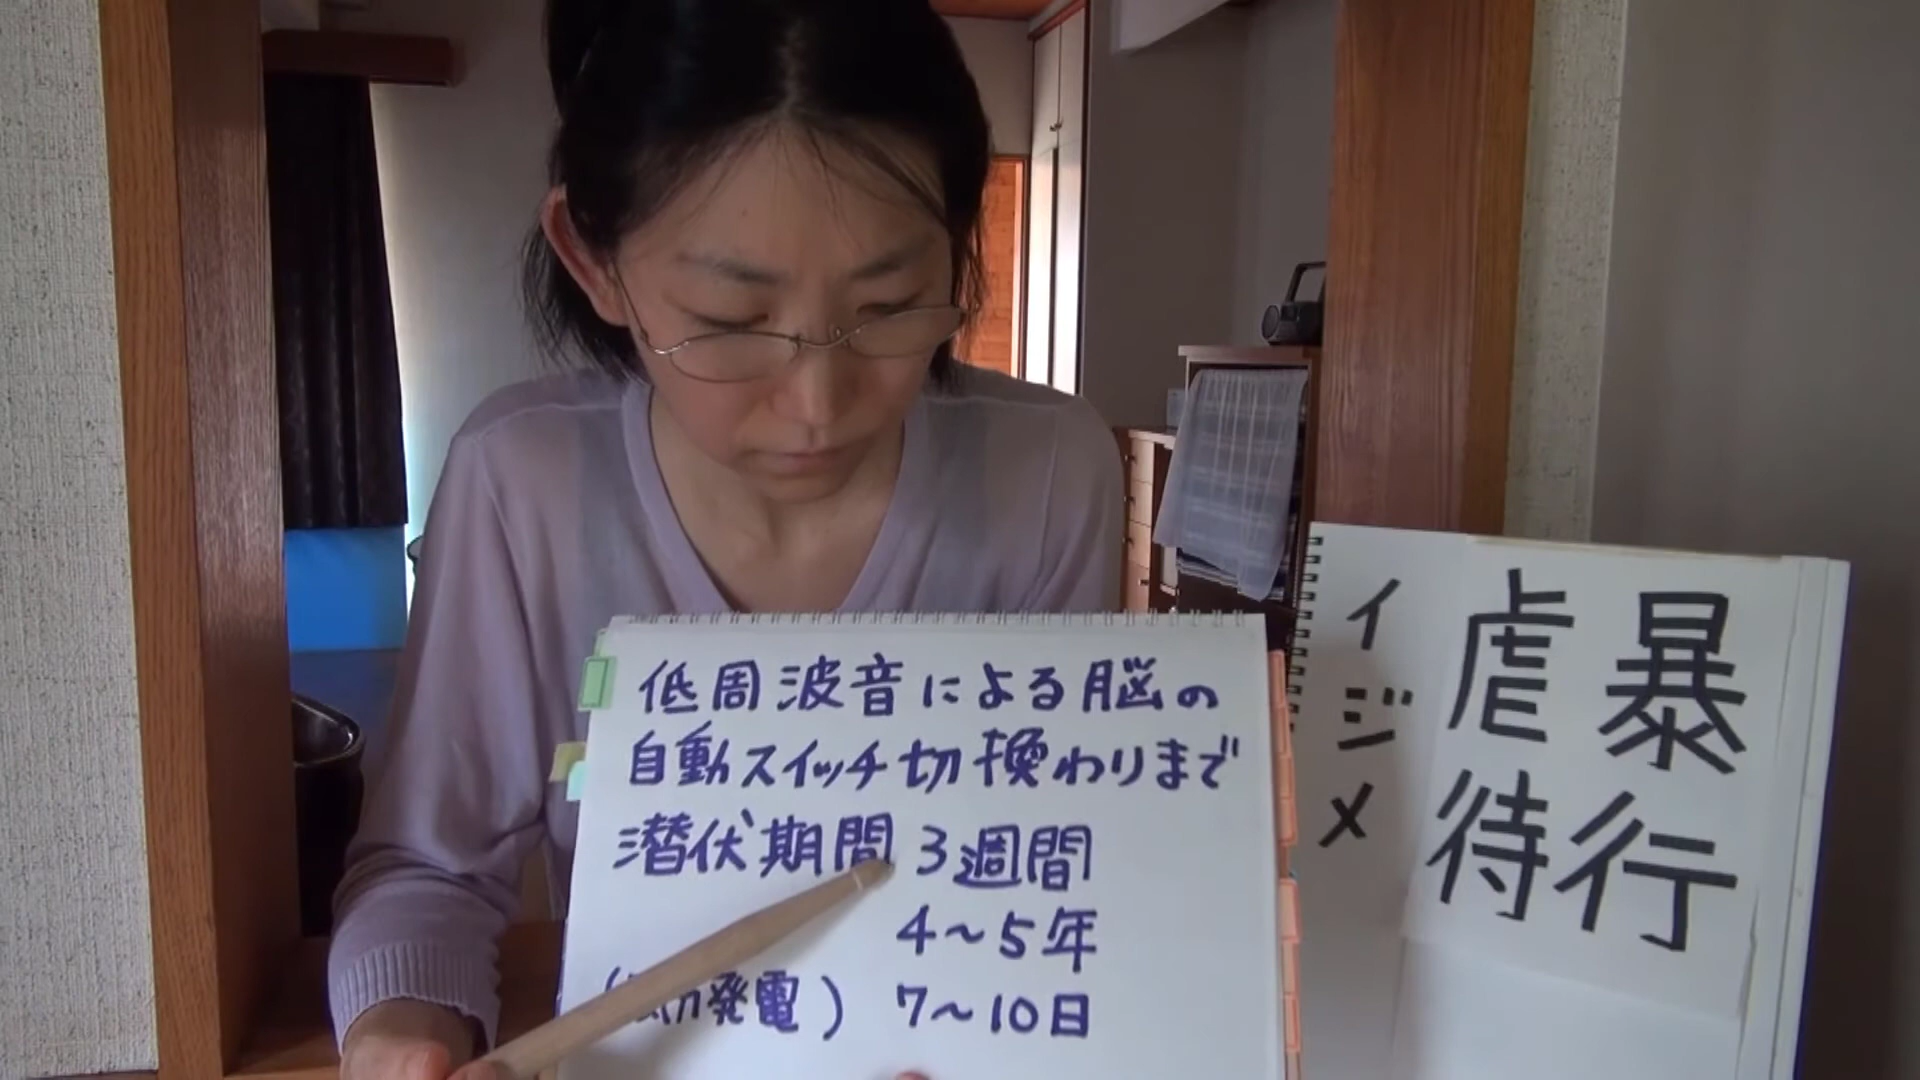 低周波音による脳の
自動スイッチ切換わりまで
潜伏期間 3週間
4～5年
発電) 7～10日
暴行
虐待
イジメ